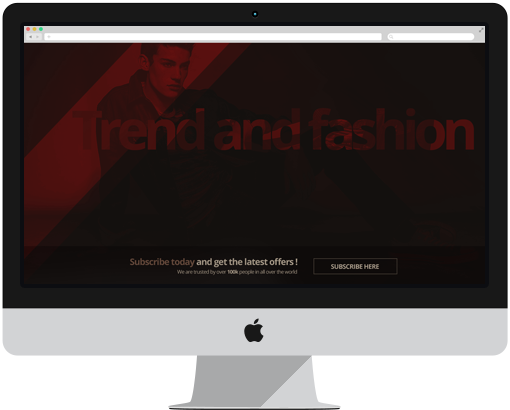 Trend and fashion
Subscribe today and get the latest offers !
We are trusted by over 100k people in all over the world
SUBSCRIBE HERE